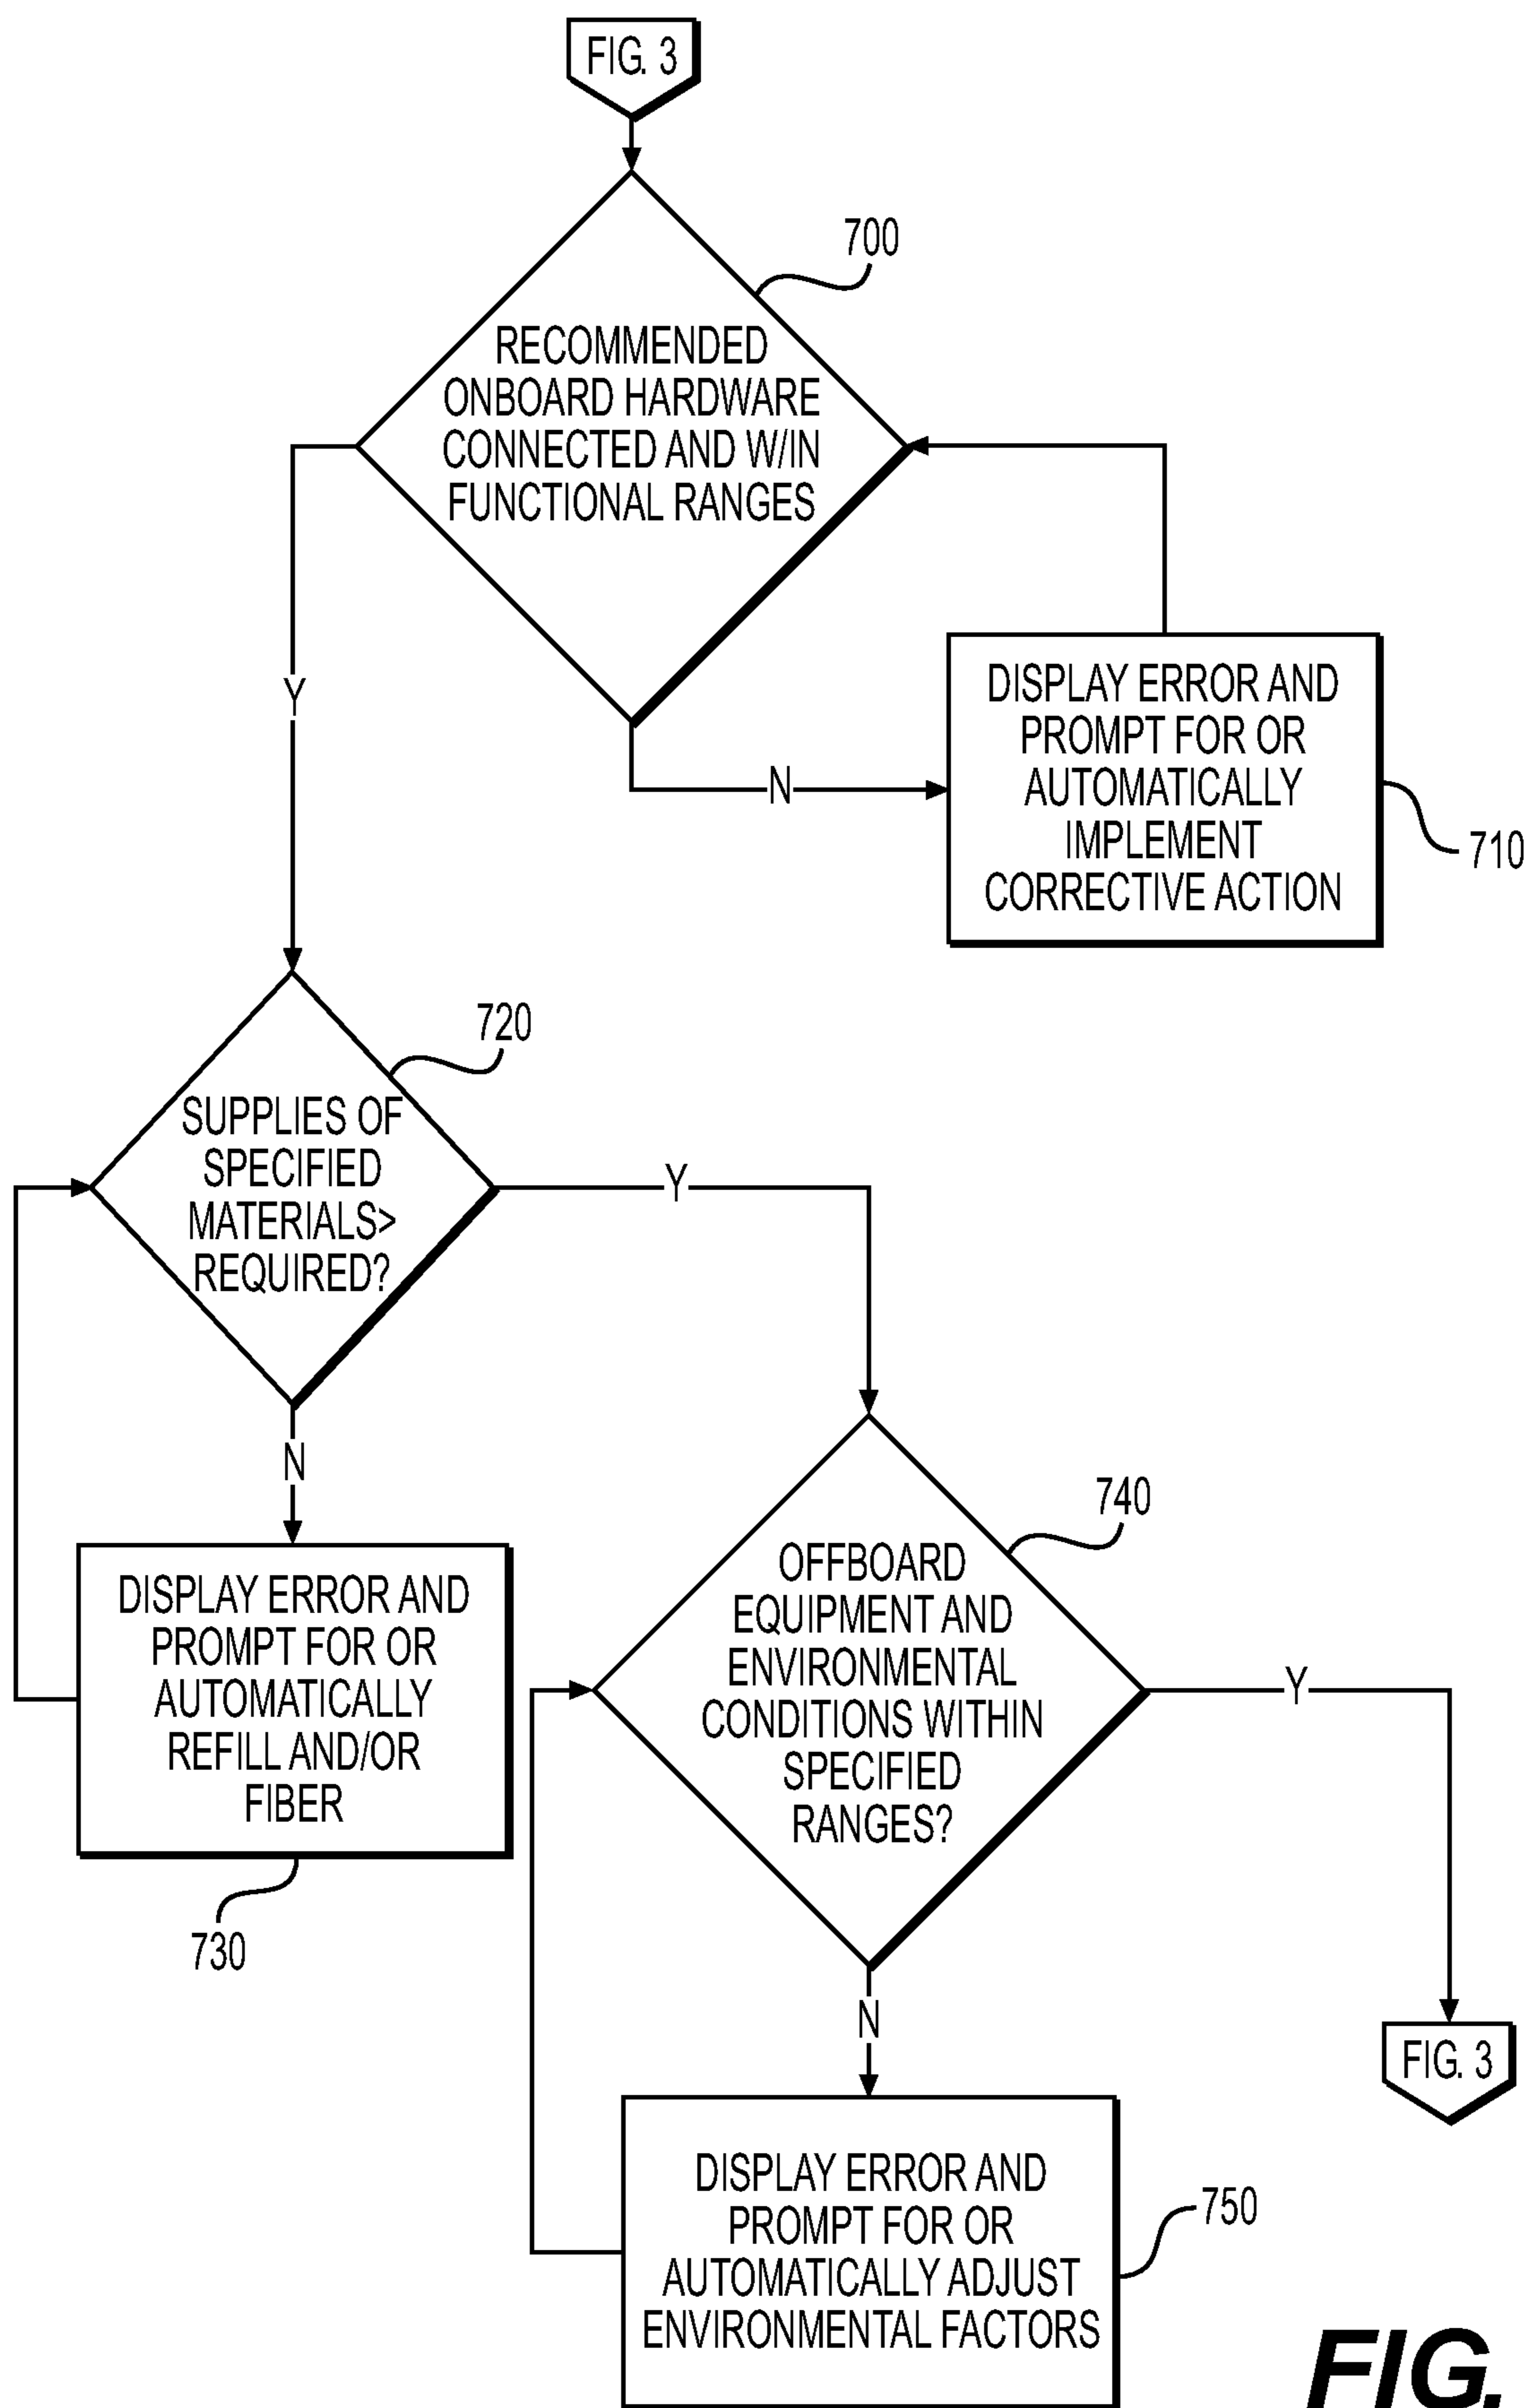 FIG. 3
700
RECOMMENDED
ONBOARD HARDWARE
CONNECTED AND W/IN
FUNCTIONAL RANGES
Y
N
DISPLAY ERROR AND
PROMPT FOR OR
AUTOMATICALLY
IMPLEMENT
CORRECTIVE ACTION
710
720
SUPPLIES OF
SPECIFIED
MATERIALS>
REQUIRED?
Y
N
DISPLAY ERROR AND
PROMPT FOR OR
AUTOMATICALLY
REFILL AND/OR
FIBER
730
740
OFFBOARD
EQUIPMENT AND
ENVIRONMENTAL
CONDITIONS WITHIN
SPECIFIED
RANGES?
Y
N
FIG. 3
DISPLAY ERROR AND
PROMPT FOR OR
AUTOMATICALLY ADJUST
ENVIRONMENTAL FACTORS
750
FIG.